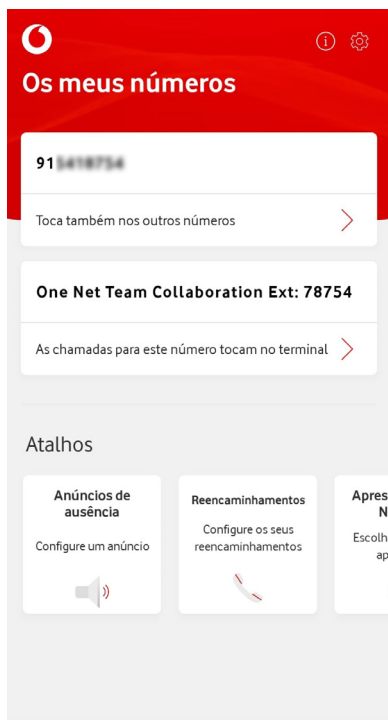 Os meus números
91
Toca também nos outros números
One Net Team Collaboration Ext: 78754
As chamadas para este número tocam no terminal
Atalhos
Anúncios de
ausência
Configure um anúncio
Reencaminhamentos
Configure os seus
reencaminhamentos
Apres
N
Escolh
ap